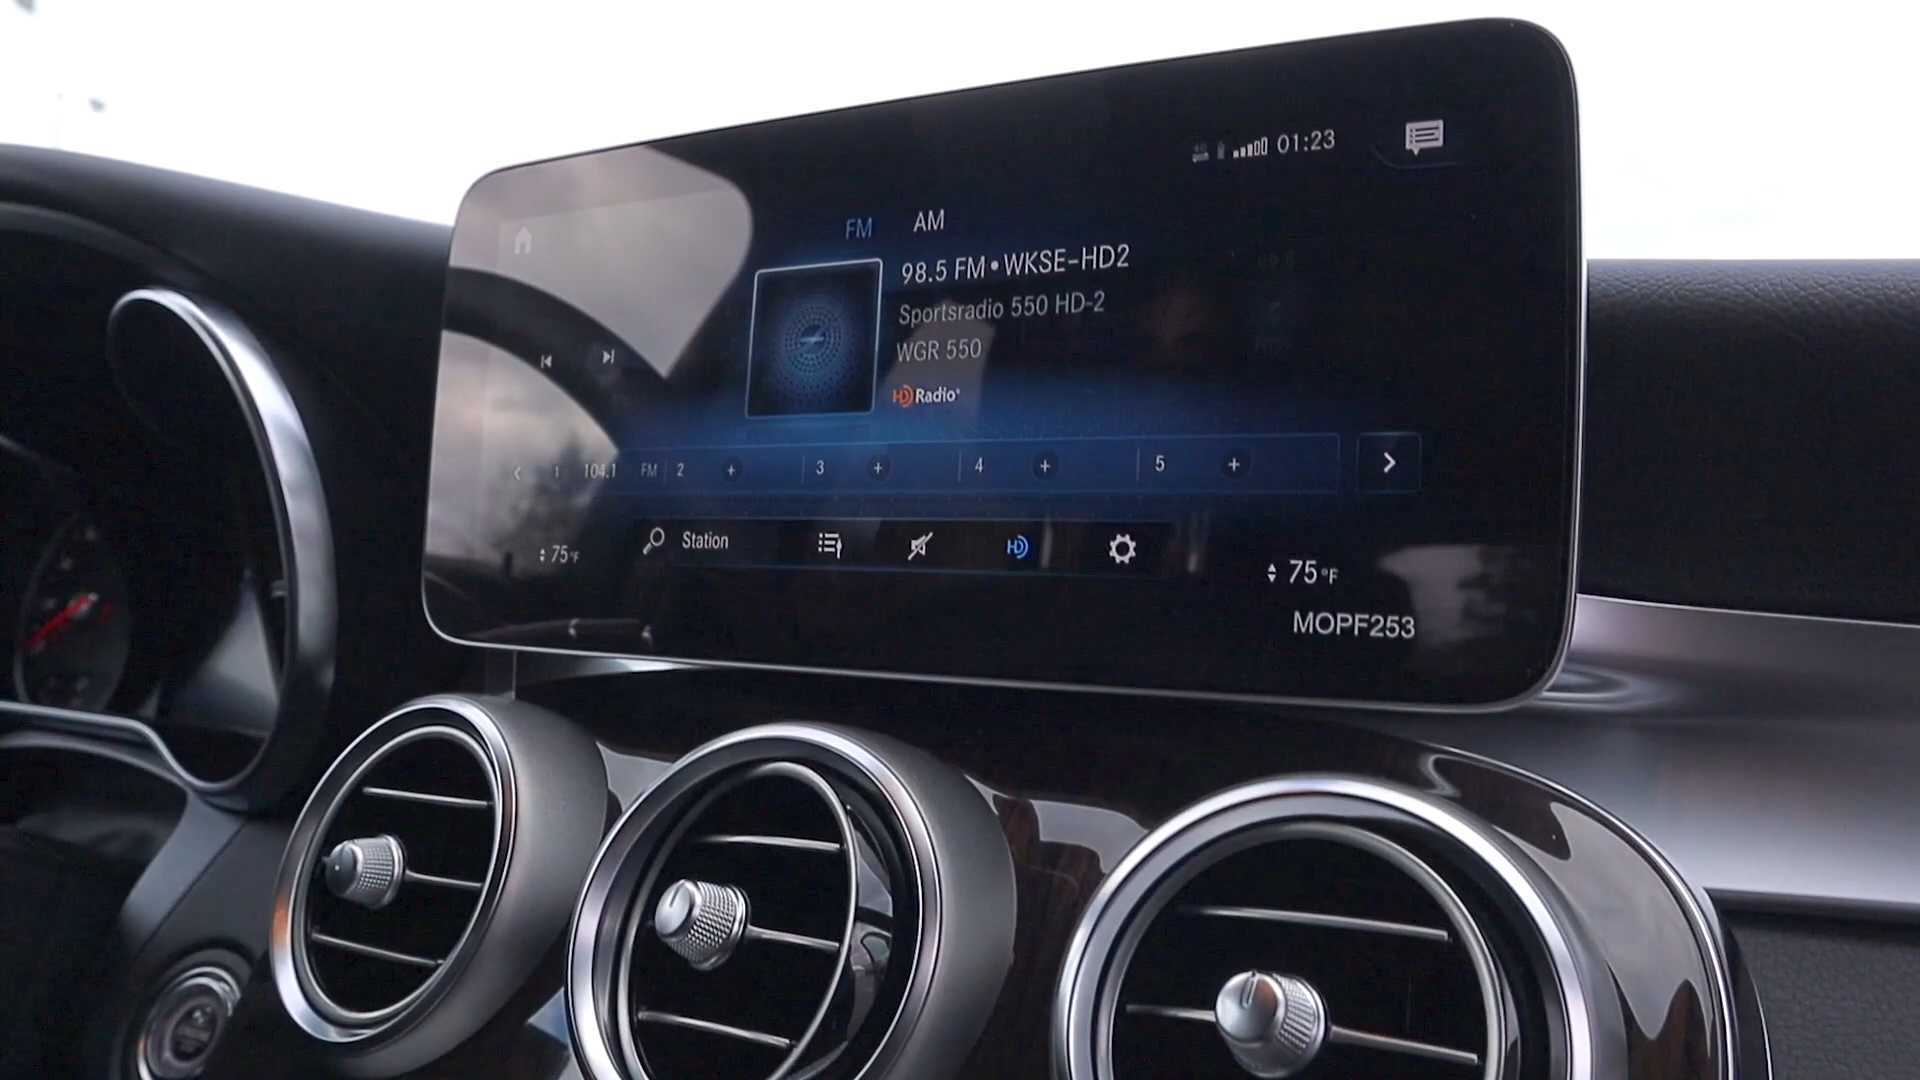 01:23
FM AM
98.5 FM•WKSE-HD2
Sportsradio 550 HD-2
WGR 550
HD Radio
1 104.1 FM 2 + 3 + 4 + 5 +
Station HD
75°F 75°F
MOPF253